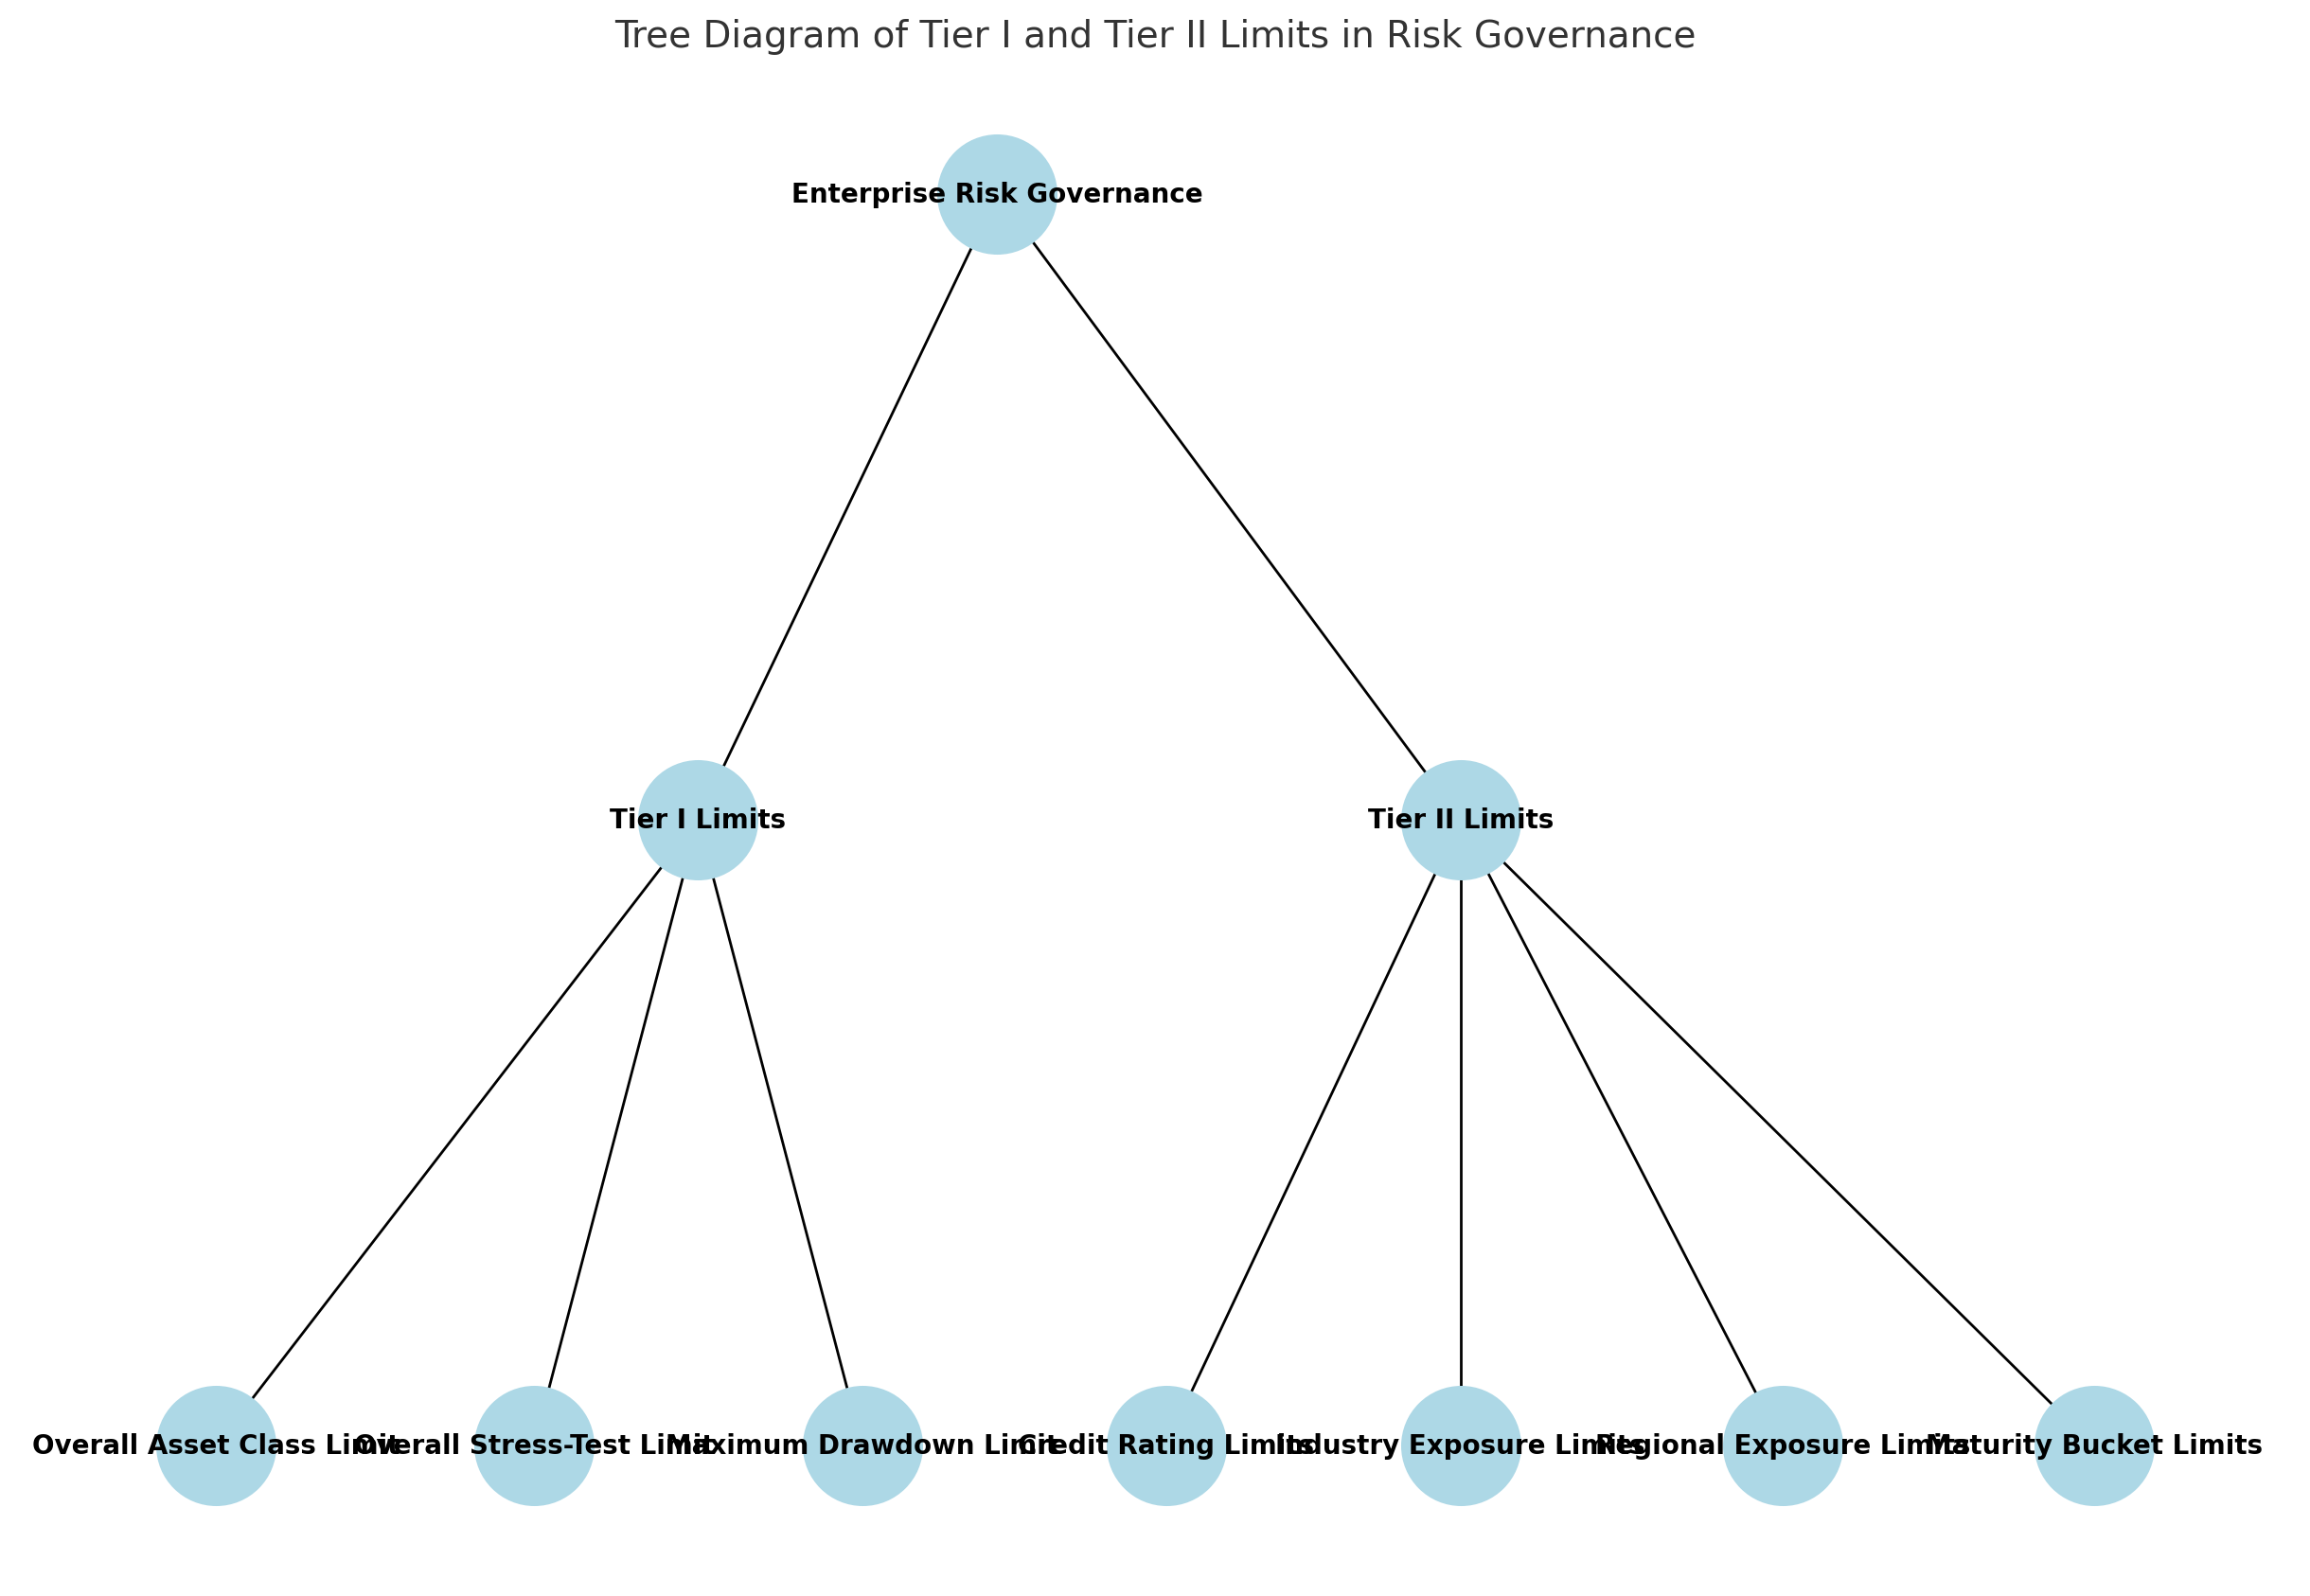 Tree Diagram of Tier I and Tier II Limits in Risk Governance
Enterprise Risk Governance
Tier I Limits
Tier II Limits
Overall Asset Class Limit
Overall Stress-Test Limit
Maximum Drawdown Limit
Credit Rating Limits
Industry Exposure Limits
Regional Exposure Limits
Maturity Bucket Limits